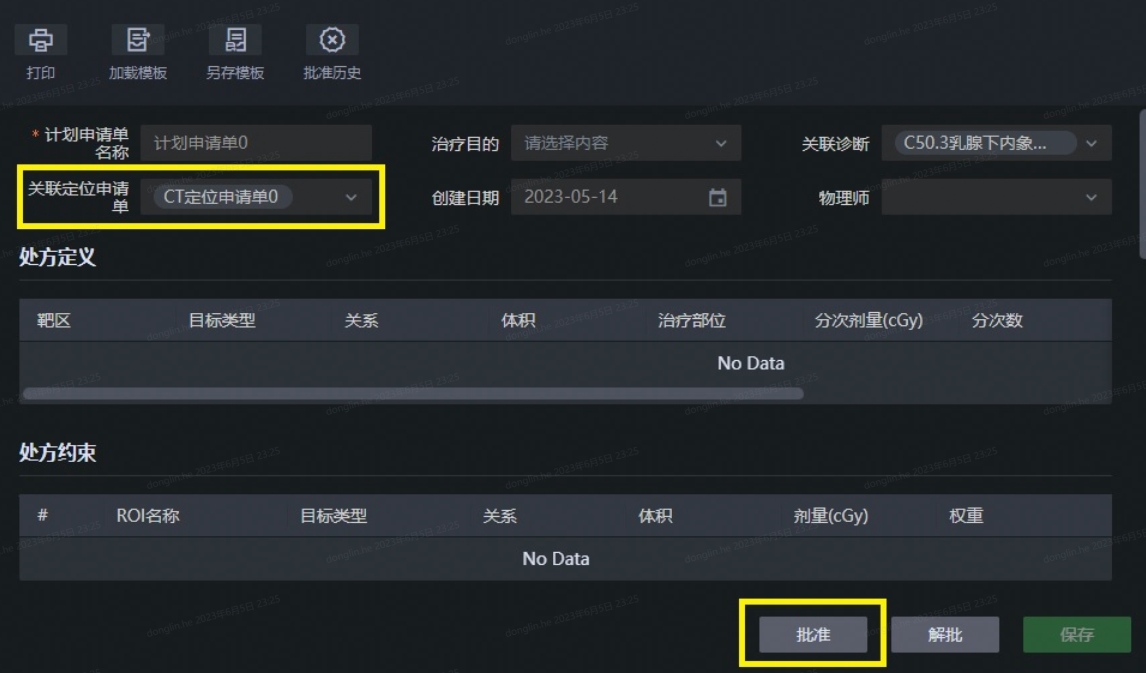 打印
加载模板
另存模板
批准历史
* 计划申请单名称
计划申请单0
治疗目的
请选择内容
关联诊断
C50.3乳腺下内象...
关联定位申请单
CT定位申请单0
创建日期
2023-05-14
物理师
处方定义
靶区 目标类型 关系 体积 治疗部位 分次剂量(cGy) 分次数
No Data
处方约束
# ROI名称 目标类型 关系 体积 剂量(cGy) 权重
No Data
批准
解批
保存
donglin.he 2023年6月5日 23:25